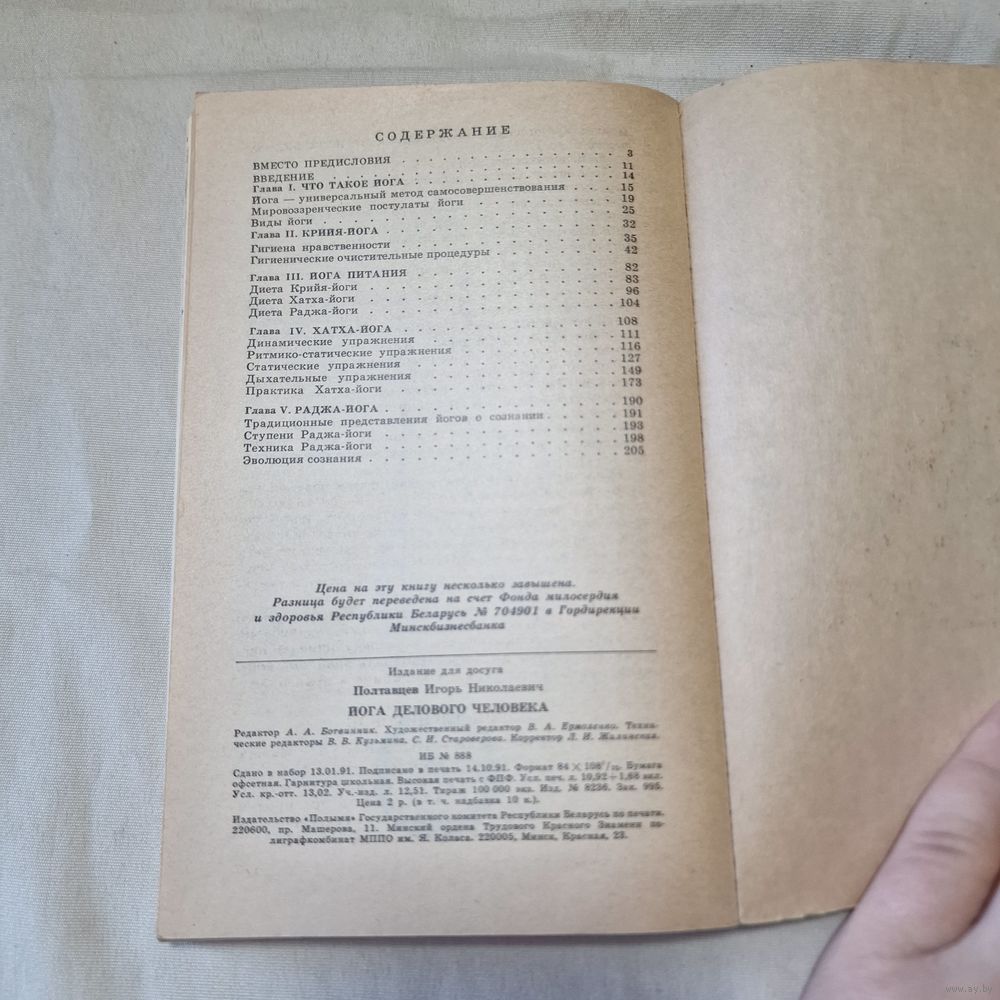 СОДЕРЖАНИЕ
ВМЕСТО ПРЕДИСЛОВИЯ . . . . . . . . . . 3
ВВЕДЕНИЕ . . . . . . . . . . 11
Глава I. ЧТО ТАКОЕ ЙОГА . . . . . . . . . . 14
Йога — универсальный метод самосовершенствования . . . 15
Мировоззренческие постулаты йоги . . . . . . . . 19
Виды йоги . . . . . . . . . . 25
Глава II. КРИЙЯ-ЙОГА . . . . . . . . . . 32
Гигиена нравственности . . . . . . . . . . 35
Гигиенические очистительные процедуры . . . . . . . 42
Глава III. ЙОГА ПИТАНИЯ . . . . . . . . . . 82
Диета Крийя-йоги . . . . . . . . . . 83
Диета Хатха-йоги . . . . . . . . . . 96
Диета Раджа-йоги . . . . . . . . . . 104
Глава IV. ХАТХА-ЙОГА . . . . . . . . . . 108
Динамические упражнения . . . . . . . . . . 111
Ритмико-статические упражнения . . . . . . . . 116
Статические упражнения . . . . . . . . . . 127
Дыхательные упражнения . . . . . . . . . . 149
Практика Хатха-йоги . . . . . . . . . . 173
Глава V. РАДЖА-ЙОГА . . . . . . . . . . 190
Традиционные представления йогов о сознании . . . . . 191
Ступени Раджа-йоги . . . . . . . . . . 193
Техника Раджа-йоги . . . . . . . . . . 198
Эволюция сознания . . . . . . . . . . 205
Цена на эту книгу несколько завышена.
Разница будет переведена на счет Фонда милосердия
и здоровья Республики Беларусь № 704901 в Гордирекции
Минскбизнесбанка
Издание для досуга
Полтавцев Игорь Николаевич
ЙОГА ДЕЛОВОГО ЧЕЛОВЕКА
Редактор А. А. Богвинник. Художественный редактор В. А. Ермоленко. Техни-
ческие редакторы В. В. Кузьмина, С. И. Староверова. Корректор Л. И. Жилинская.
ИБ № 888
Сдано в набор 13.01.91. Подписано в печать 14.10.91. Формат 84 × 108 1/32. Бумага
офсетная. Гарнитура школьная. Высокая печать с ФПФ. Усл. печ. л. 10,92+1,68 вкл.
Усл. кр.-отт. 13,02. Уч.-изд. л. 12,51. Тираж 100 000 экз. Изд. № 8236. Зак. 995.
Цена 2 р. (в т. ч. надбавка 10 к.).
Издательство «Полымя» Государственного комитета Республики Беларусь по печати.
220600, пр. Машерова, 11. Минский ордена Трудового Красного Знамени по-
лиграфкомбинат МППО им. Я. Коласа. 220005, Минск, Красная, 23.
www.ay.by